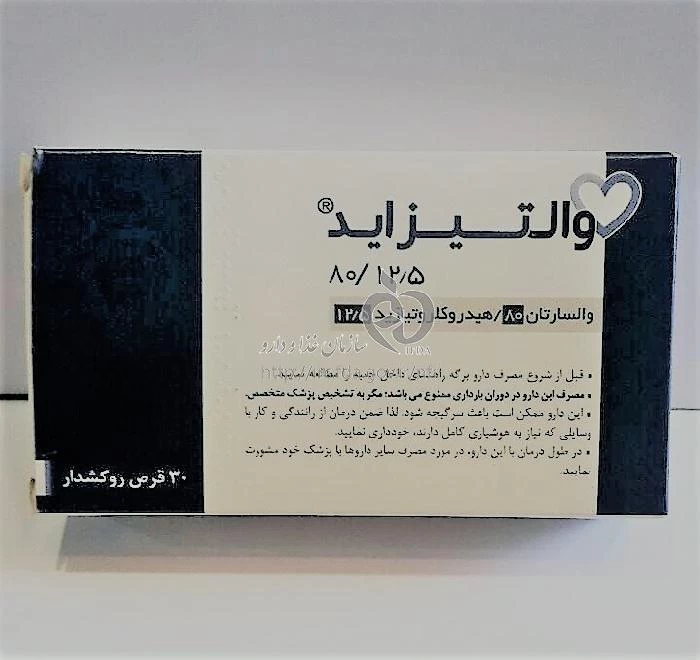 والتیزاید®
۸۰/۱۲٫۵
والسارتان ۸۰/هیدروکلروتیازید ۱۲/۵
سازمان غذا و دارو
IFDA
• قبل از شروع مصرف دارو برگه راهنمای داخل جعبه را مطالعه نمایید.
• مصرف این دارو در دوران بارداری ممنوع می باشد؛ مگر به تشخیص پزشک متخصص.
• این دارو ممکن است باعث سرگیجه شود. لذا ضمن درمان از رانندگی و کار با
وسایلی که نیاز به هوشیاری کامل دارند، خودداری نمایید.
• در طول درمان با این دارو، در مورد مصرف سایر داروها با پزشک خود مشورت
نمایید.
۳۰ قرص روکشدار